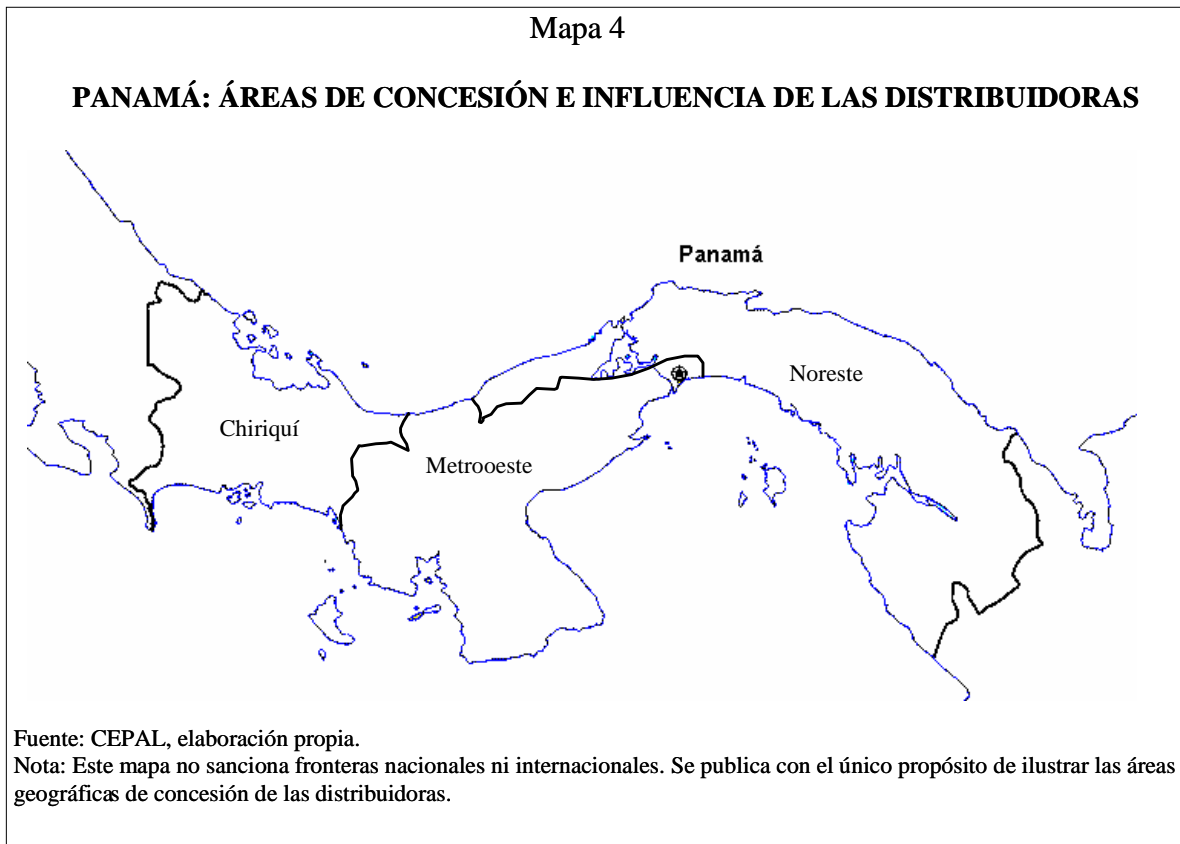 Mapa 4
PANAMÁ: ÁREAS DE CONCESIÓN E INFLUENCIA DE LAS DISTRIBUIDORAS
Panamá
Noreste
Chiriquí
Metrooeste
Fuente: CEPAL, elaboración propia.
Nota: Este mapa no sanciona fronteras nacionales ni internacionales. Se publica con el único propósito de ilustrar las áreas
geográficas de concesión de las distribuidoras.